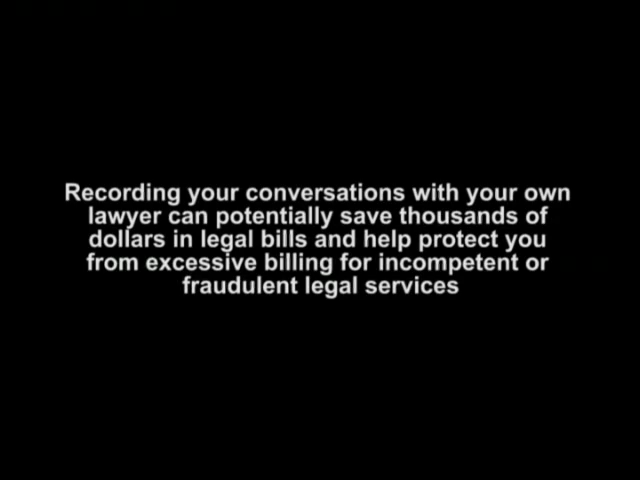 Recording your conversations with your own
lawyer can potentially save thousands of
dollars in legal bills and help protect you
from excessive billing for incompetent or
fraudulent legal services